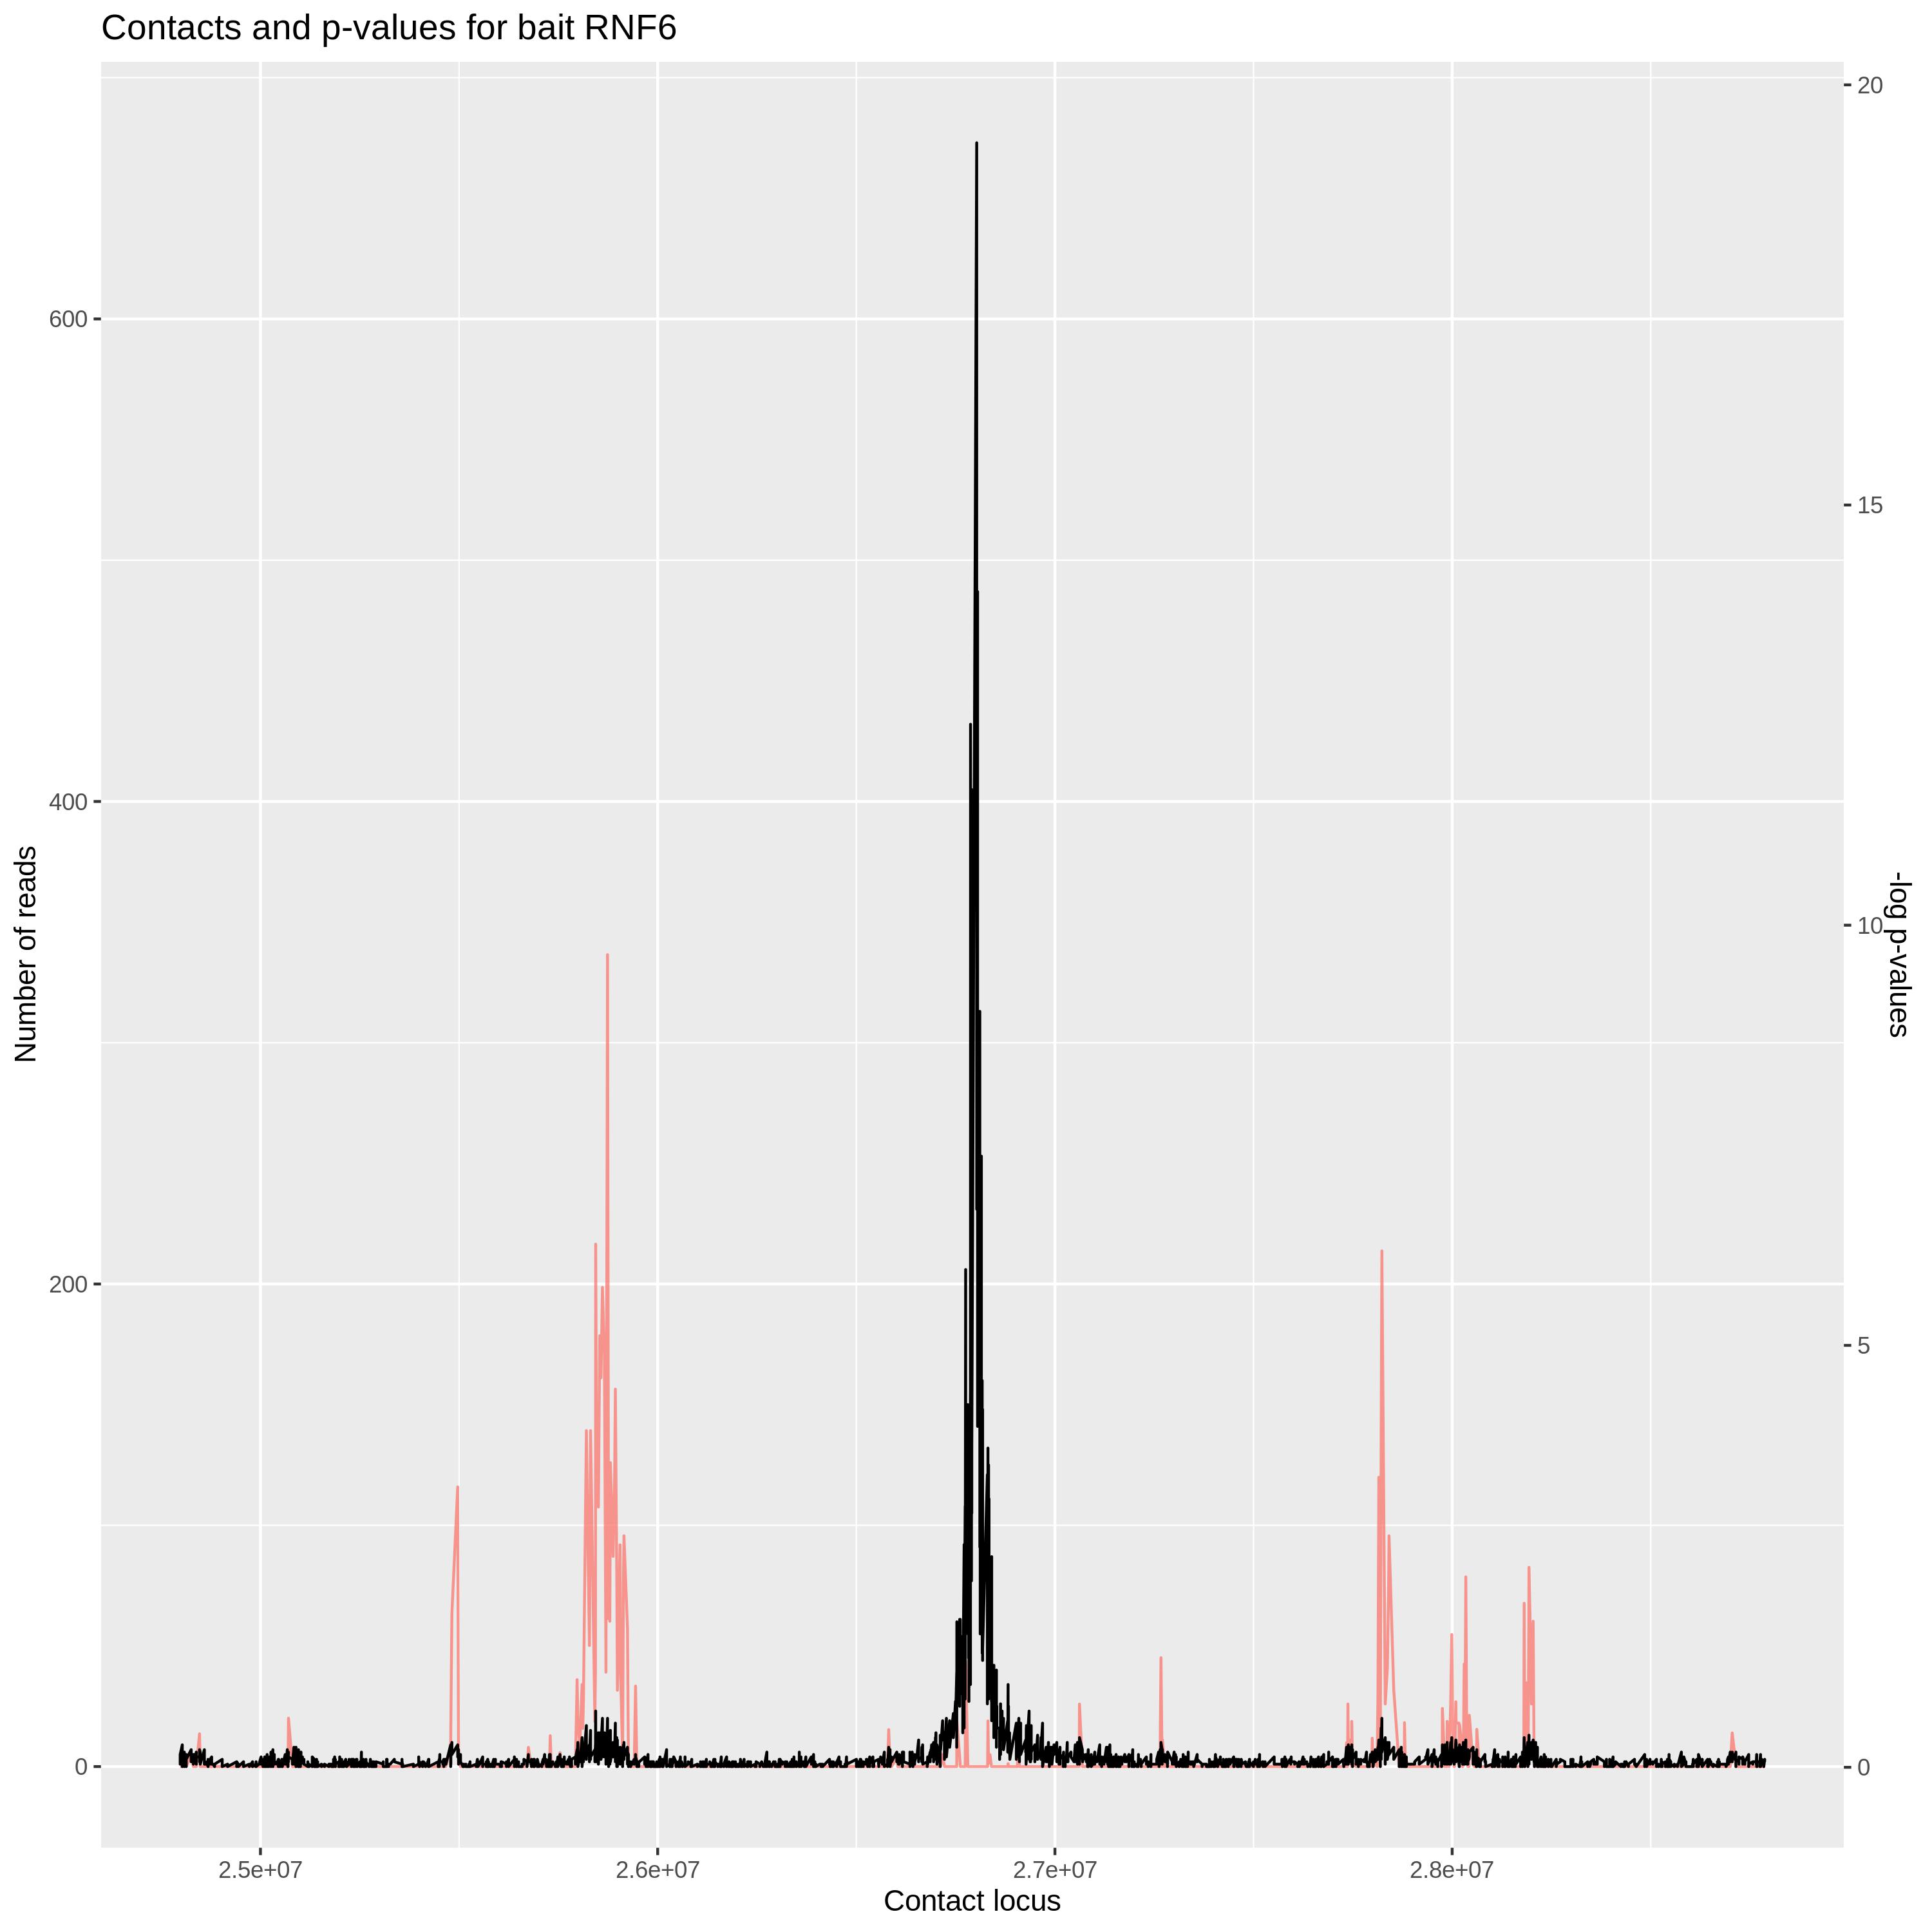 Contacts and p-values for bait RNF6
20
600
15
400
10
200
5
0
0
Number of reads
-log p-values
2.5e+07
2.6e+07
2.7e+07
2.8e+07
Contact locus